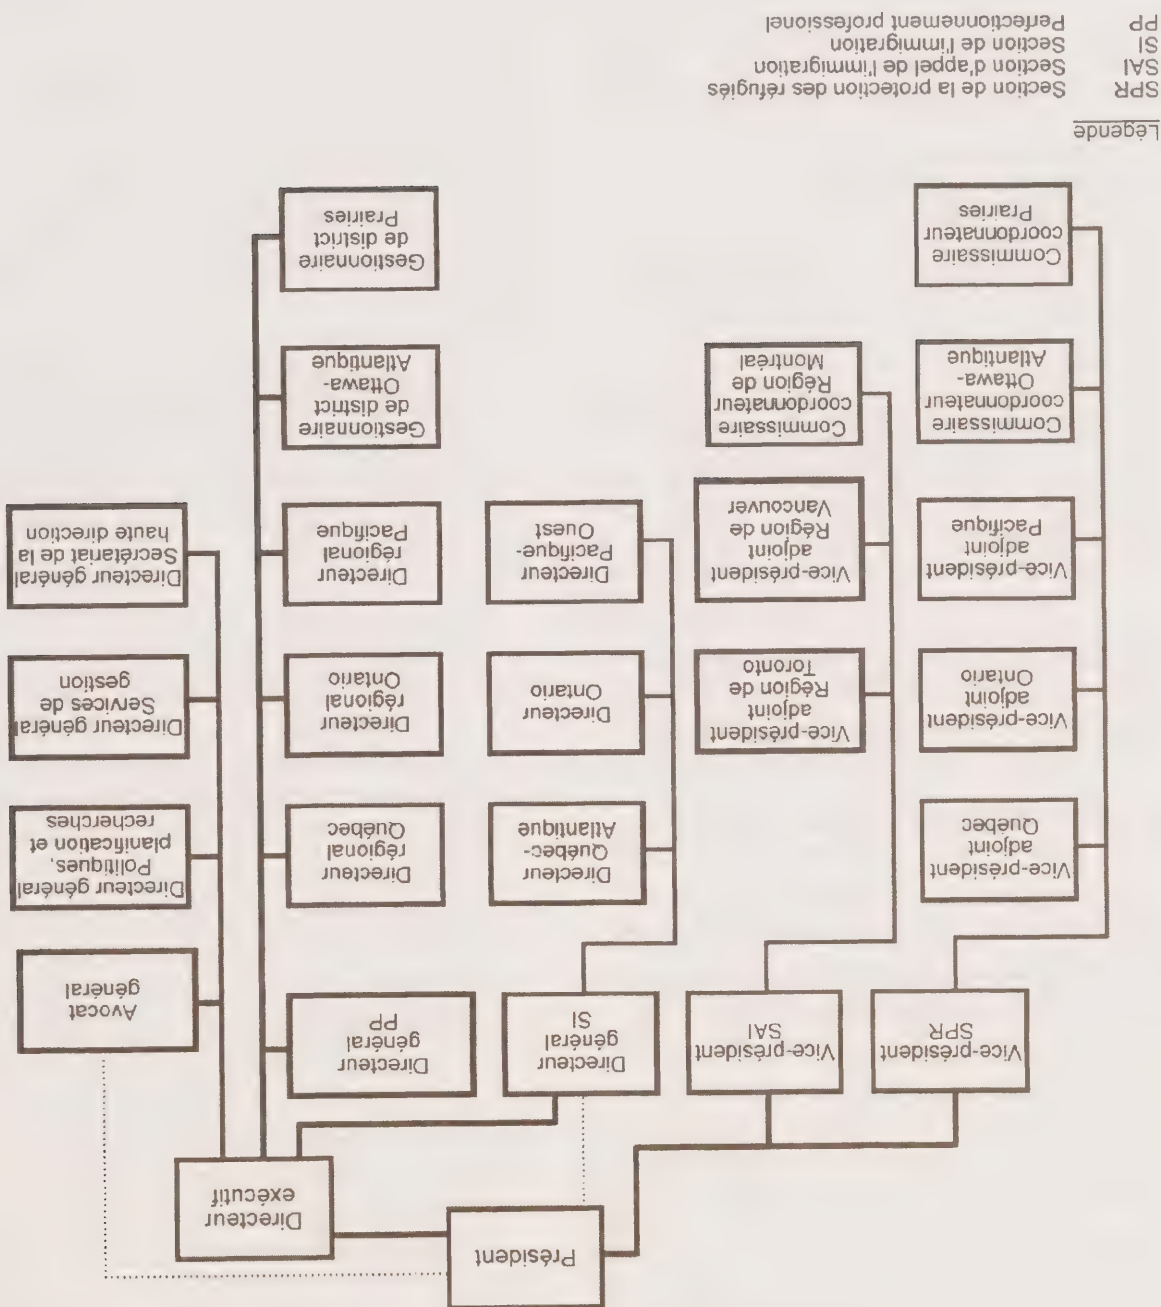 Président
Directeur
exécutif
Vice-président
SPR
Vice-président
SAI
Directeur
général
SI
Directeur
général
PP
Avocat
général
Vice-président
adjoint
Québec
Directeur
Québec-
Atlantique
Directeur
régional
Québec
Directeur général
Politiques,
planification et
recherches
Vice-président
adjoint
Ontario
Vice-président
adjoint
Région de
Toronto
Directeur
Ontario
Directeur
régional
Ontario
Directeur général
Services de
gestion
Vice-président
adjoint
Pacifique
Vice-président
adjoint
Région de
Vancouver
Directeur
Pacifique-
Ouest
Directeur
régional
Pacifique
Directeur général
Secrétariat de la
haute direction
Commissaire
coordonnateur
Ottawa-
Atlantique
Commissaire
coordonnateur
Région de
Montréal
Gestionnaire
de district
Ottawa-
Atlantique
Commissaire
coordonnateur
Prairies
Gestionnaire
de district
Prairies
Légende
SPR Section de la protection des réfugiés
SAI Section d'appel de l'immigration
SI Section de l'immigration
PP Perfectionnement professionel